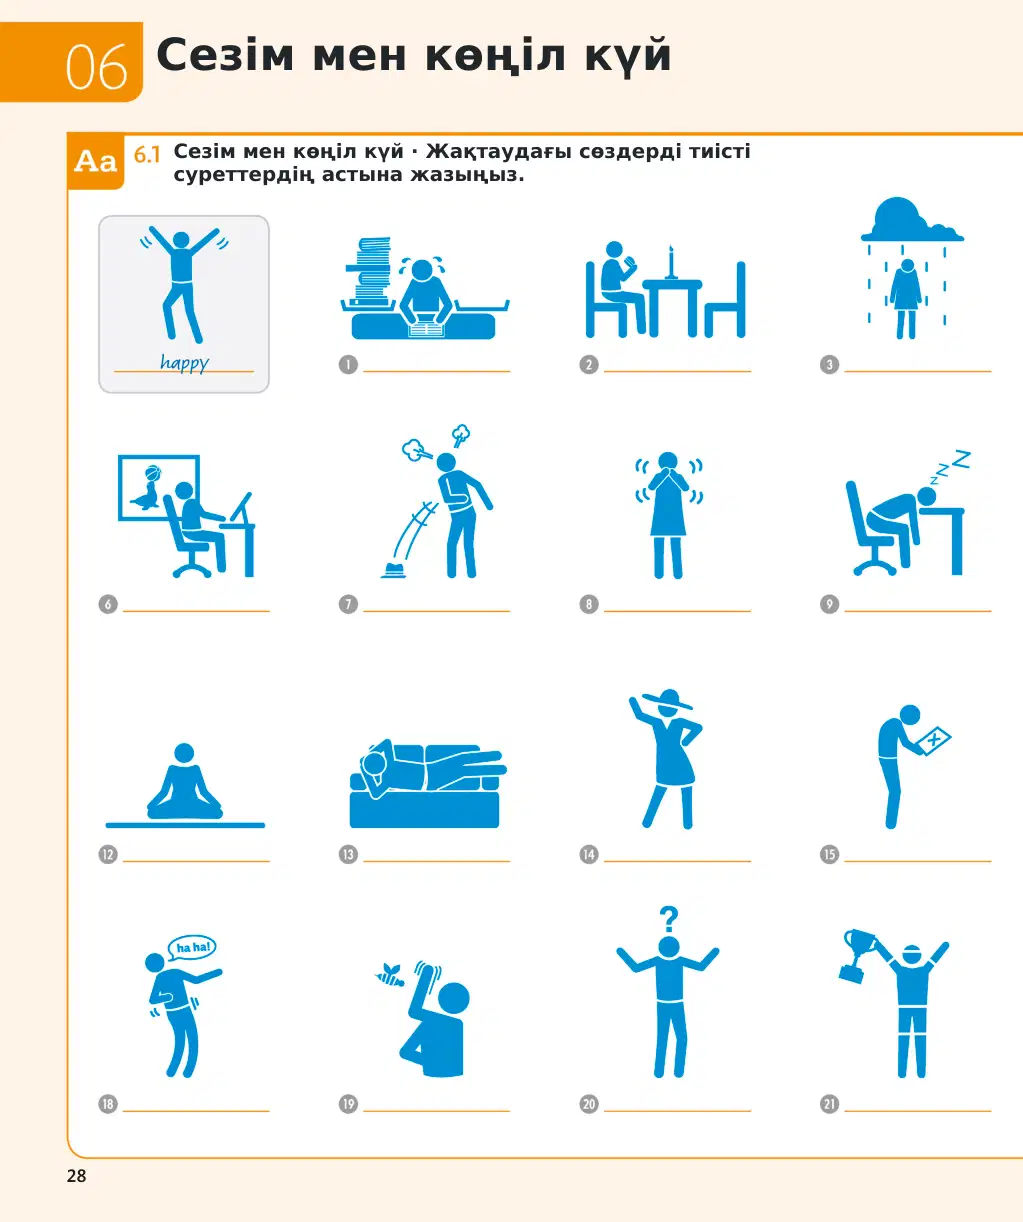 06
Сезім мен көңіл күй
Aa
6.1 Сезім мен көңіл күй · Жақтаудағы сөздерді тиісті
суреттердің астына жазыңыз.
happy
1
2
3
6
7
8
9
z z Z
12
13
14
15
x
ha ha!
?
18
19
20
21
28